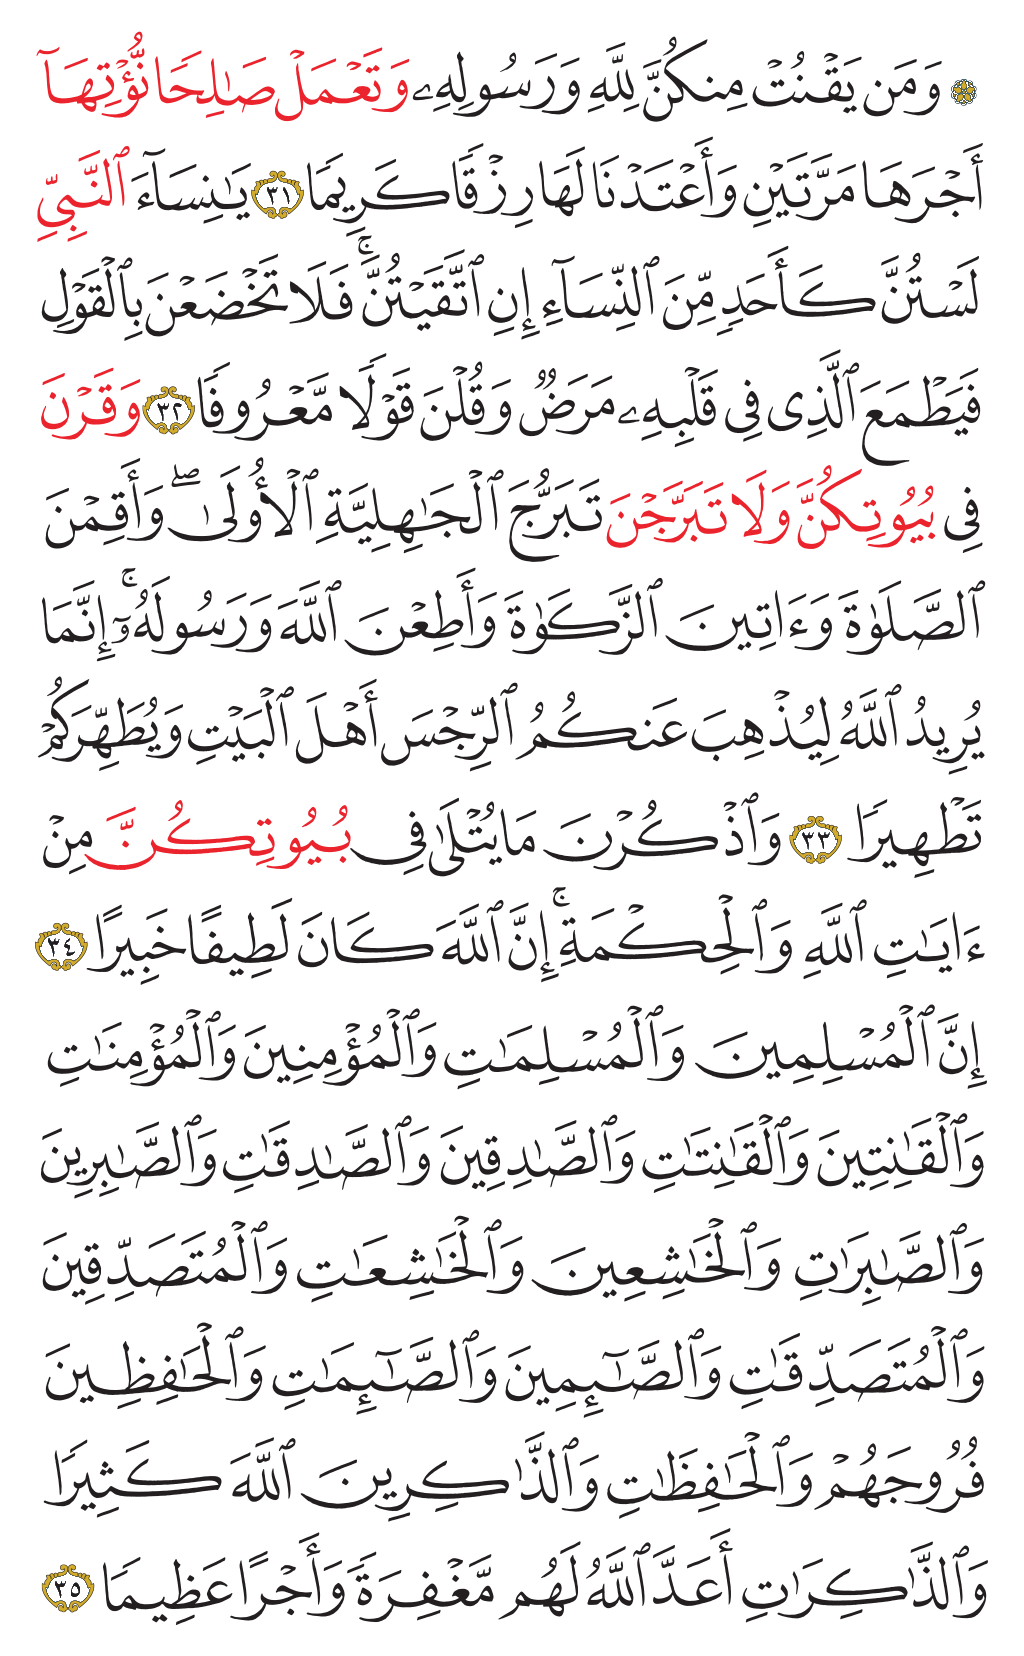 ۞ وَمَن يَقْنُتْ مِنكُنَّ لِلَّهِ وَرَسُولِهِۦ وَتَعْمَلْ صَـٰلِحًا نُّؤْتِهَآ
أَجْرَهَا مَرَّتَيْنِ وَأَعْتَدْنَا لَهَا رِزْقًا كَرِيمًا ٣١ يَـٰنِسَآءَ ٱلنَّبِىِّ
لَسْتُنَّ كَأَحَدٍ مِّنَ ٱلنِّسَآءِ إِنِ ٱتَّقَيْتُنَّ ۚ فَلَا تَخْضَعْنَ بِٱلْقَوْلِ
فَيَطْمَعَ ٱلَّذِى فِى قَلْبِهِۦ مَرَضٌ وَقُلْنَ قَوْلًا مَّعْرُوفًا ٣٢ وَقَرْنَ
فِى بُيُوتِكُنَّ وَلَا تَبَرَّجْنَ تَبَرُّجَ ٱلْجَـٰهِلِيَّةِ ٱلْأُولَىٰ ۖ وَأَقِمْنَ
ٱلصَّلَوٰةَ وَءَاتِينَ ٱلزَّكَوٰةَ وَأَطِعْنَ ٱللَّهَ وَرَسُولَهُۥٓ ۚ إِنَّمَا
يُرِيدُ ٱللَّهُ لِيُذْهِبَ عَنكُمُ ٱلرِّجْسَ أَهْلَ ٱلْبَيْتِ وَيُطَهِّرَكُمْ
تَطْهِيرًا ٣٣ وَٱذْكُرْنَ مَا يُتْلَىٰ فِى بُيُوتِكُنَّ مِنْ
ءَايَـٰتِ ٱللَّهِ وَٱلْحِكْمَةِ ۚ إِنَّ ٱللَّهَ كَانَ لَطِيفًا خَبِيرًا ٣٤
إِنَّ ٱلْمُسْلِمِينَ وَٱلْمُسْلِمَـٰتِ وَٱلْمُؤْمِنِينَ وَٱلْمُؤْمِنَـٰتِ
وَٱلْقَـٰنِتِينَ وَٱلْقَـٰنِتَـٰتِ وَٱلصَّـٰدِقِينَ وَٱلصَّـٰدِقَـٰتِ وَٱلصَّـٰبِرِينَ
وَٱلصَّـٰبِرَٰتِ وَٱلْخَـٰشِعِينَ وَٱلْخَـٰشِعَـٰتِ وَٱلْمُتَصَدِّقِينَ
وَٱلْمُتَصَدِّقَـٰتِ وَٱلصَّـٰٓئِمِينَ وَٱلصَّـٰٓئِمَـٰتِ وَٱلْحَـٰفِظِينَ
فُرُوجَهُمْ وَٱلْحَـٰفِظَـٰتِ وَٱلذَّٰكِرِينَ ٱللَّهَ كَثِيرًا
وَٱلذَّٰكِرَٰتِ أَعَدَّ ٱللَّهُ لَهُم مَّغْفِرَةً وَأَجْرًا عَظِيمًا ٣٥